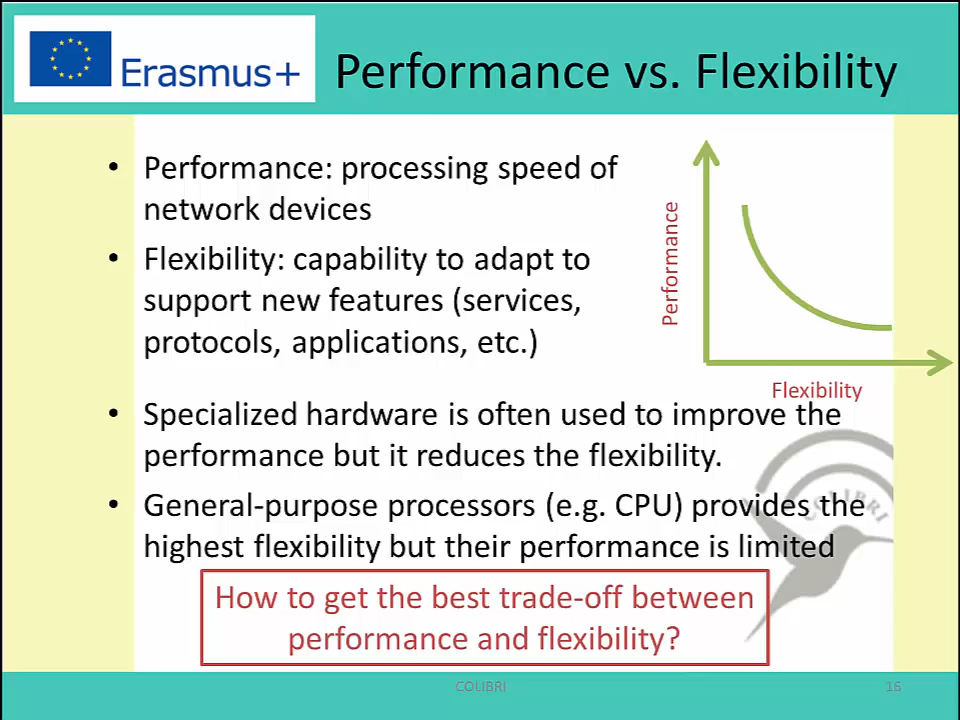 Erasmus+
Performance vs. Flexibility
• Performance: processing speed of
network devices
• Flexibility: capability to adapt to
support new features (services,
protocols, applications, etc.)
Performance
Flexibility
• Specialized hardware is often used to improve the
performance but it reduces the flexibility.
• General-purpose processors (e.g. CPU) provides the
highest flexibility but their performance is limited
COLIBRI
How to get the best trade-off between
performance and flexibility?
COLIBRI
16